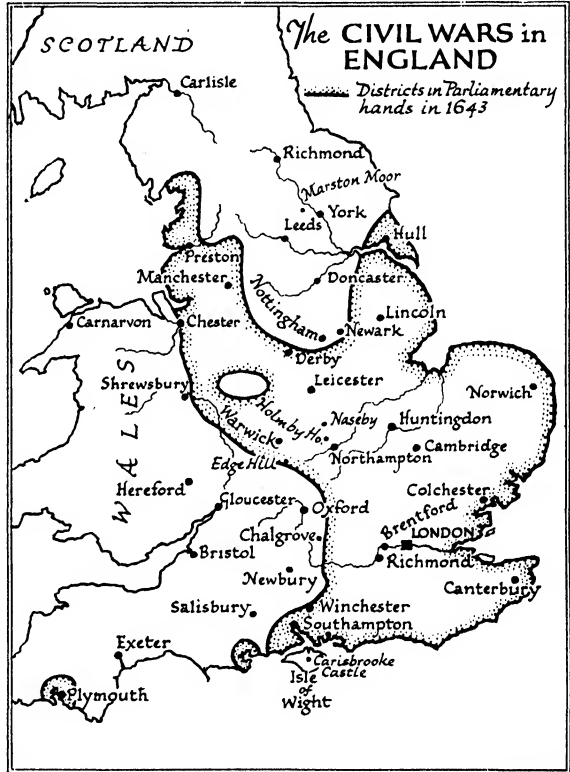 SCOTLAND
The CIVIL WARS in
ENGLAND
Districts in Parliamentary
hands in 1643
Carlisle
Richmond
Marston Moor
York
Leeds
Hull
Preston
Manchester
Doncaster
Nottingham
Lincoln
Carnarvon
Chester
Newark
Derby
Leicester
Norwich
Shrewsbury
WALES
Holmby Ho.
Naseby
Huntingdon
Warwick
Cambridge
Northampton
Edge Hill
Hereford
Colchester
Gloucester
Oxford
Brentford
LONDON
Chalgrove
Bristol
Richmond
Newbury
Canterbury
Salisbury
Winchester
Southampton
Exeter
Carisbrooke
Castle
Isle
of
Wight
Plymouth